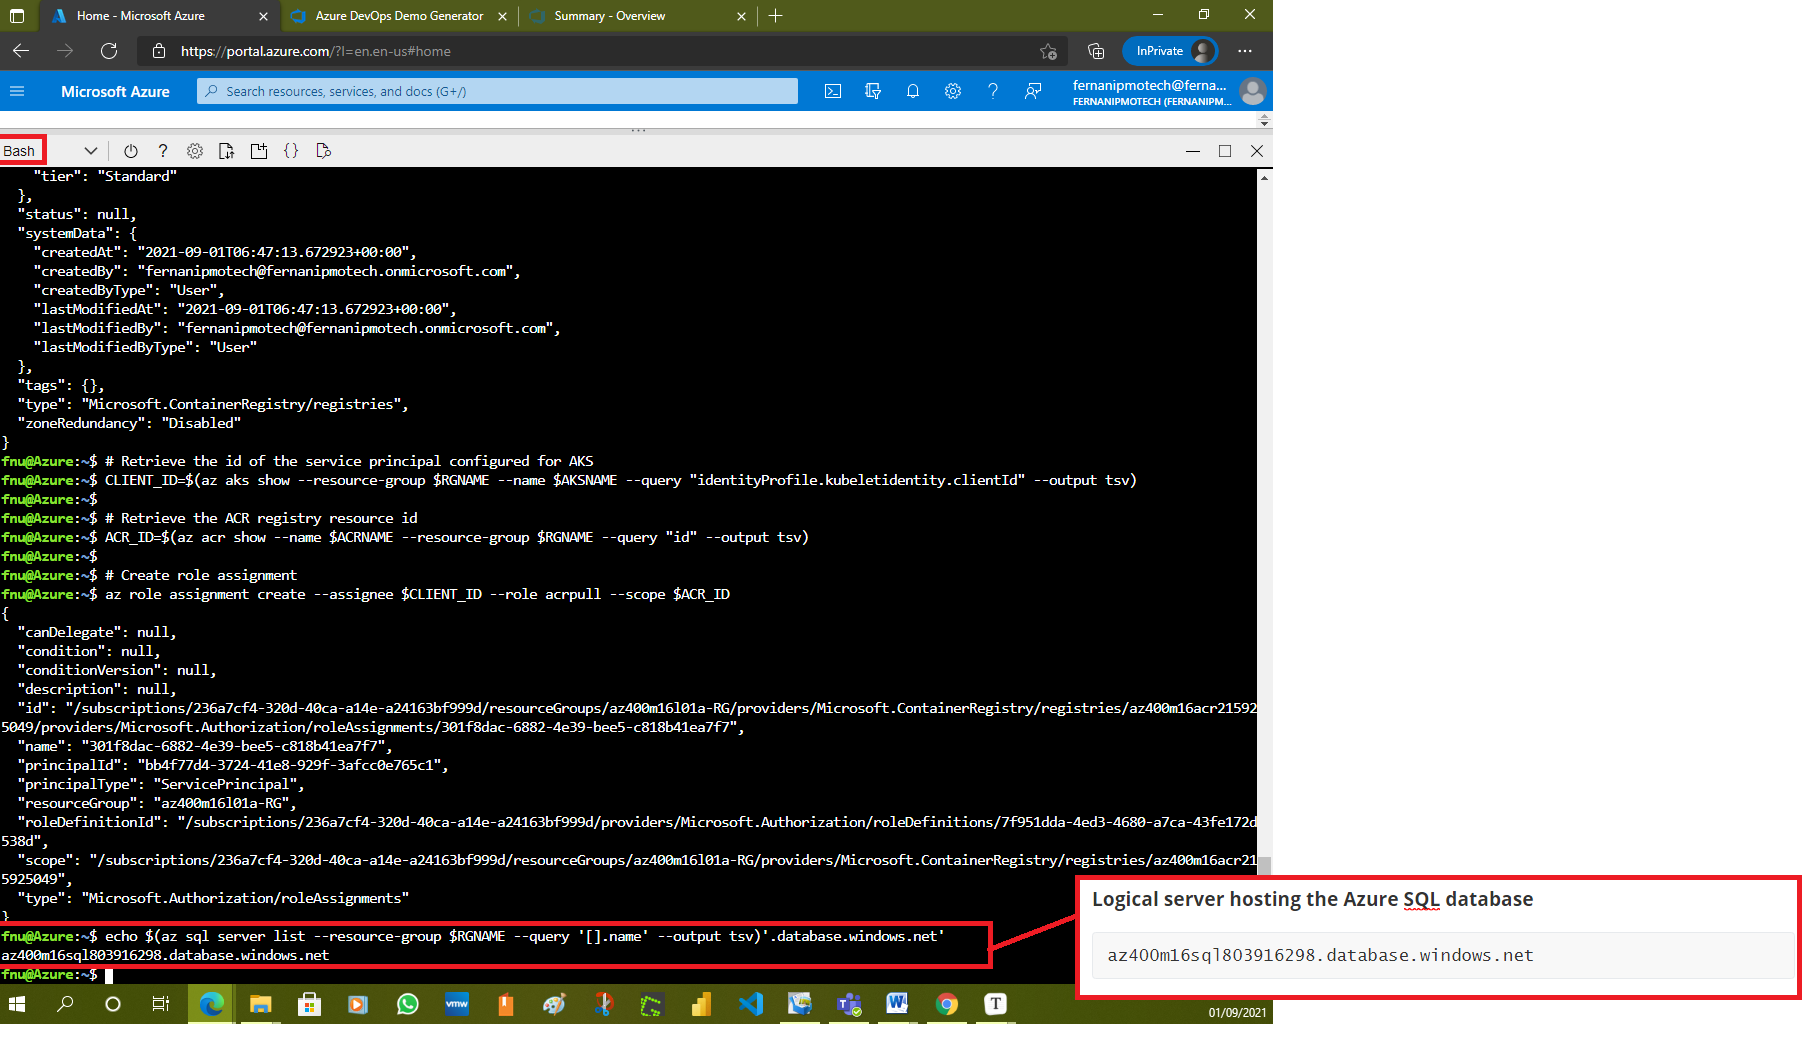 Home - Microsoft Azure
Azure DevOps Demo Generator
Summary - Overview
https://portal.azure.com/?l=en.en-us#home
InPrivate
Microsoft Azure
Search resources, services, and docs (G+/)
fernanipmotech@ferna...
FERNANIPMOTECH (FERNANIPM...
Bash
"tier": "Standard"
},
"status": null,
"systemData": {
"createdAt": "2021-09-01T06:47:13.672923+00:00",
"createdBy": "fernanipmotech@fernanipmotech.onmicrosoft.com",
"createdByType": "User",
"lastModifiedAt": "2021-09-01T06:47:13.672923+00:00",
"lastModifiedBy": "fernanipmotech@fernanipmotech.onmicrosoft.com",
"lastModifiedByType": "User"
},
"tags": {},
"type": "Microsoft.ContainerRegistry/registries",
"zoneRedundancy": "Disabled"
}
fnu@Azure:~$ # Retrieve the id of the service principal configured for AKS
fnu@Azure:~$ CLIENT_ID=$(az aks show --resource-group $RGNAME --name $AKSNAME --query "identityProfile.kubeletidentity.clientId" --output tsv)
fnu@Azure:~$
fnu@Azure:~$ # Retrieve the ACR registry resource id
fnu@Azure:~$ ACR_ID=$(az acr show --name $ACRNAME --resource-group $RGNAME --query "id" --output tsv)
fnu@Azure:~$
fnu@Azure:~$ # Create role assignment
fnu@Azure:~$ az role assignment create --assignee $CLIENT_ID --role acrpull --scope $ACR_ID
{
"canDelegate": null,
"condition": null,
"conditionVersion": null,
"description": null,
"id": "/subscriptions/236a7cf4-320d-40ca-a14e-a24163bf999d/resourceGroups/az400m16l01a-RG/providers/Microsoft.ContainerRegistry/registries/az400m16acr21592
5049/providers/Microsoft.Authorization/roleAssignments/301f8dac-6882-4e39-bee5-c818b41ea7f7",
"name": "301f8dac-6882-4e39-bee5-c818b41ea7f7",
"principalId": "bb4f77d4-3724-41e8-929f-3afcc0e765c1",
"principalType": "ServicePrincipal",
"resourceGroup": "az400m16l01a-RG",
"roleDefinitionId": "/subscriptions/236a7cf4-320d-40ca-a14e-a24163bf999d/providers/Microsoft.Authorization/roleDefinitions/7f951dda-4ed3-4680-a7ca-43fe172d
538d",
"scope": "/subscriptions/236a7cf4-320d-40ca-a14e-a24163bf999d/resourceGroups/az400m16l01a-RG/providers/Microsoft.ContainerRegistry/registries/az400m16acr21
5925049",
"type": "Microsoft.Authorization/roleAssignments"
}
fnu@Azure:~$ echo $(az sql server list --resource-group $RGNAME --query '[].name' --output tsv)'.database.windows.net'
az400m16sql803916298.database.windows.net
fnu@Azure:~$
Logical server hosting the Azure SQL database
az400m16sql803916298.database.windows.net
vmw
01/09/2021